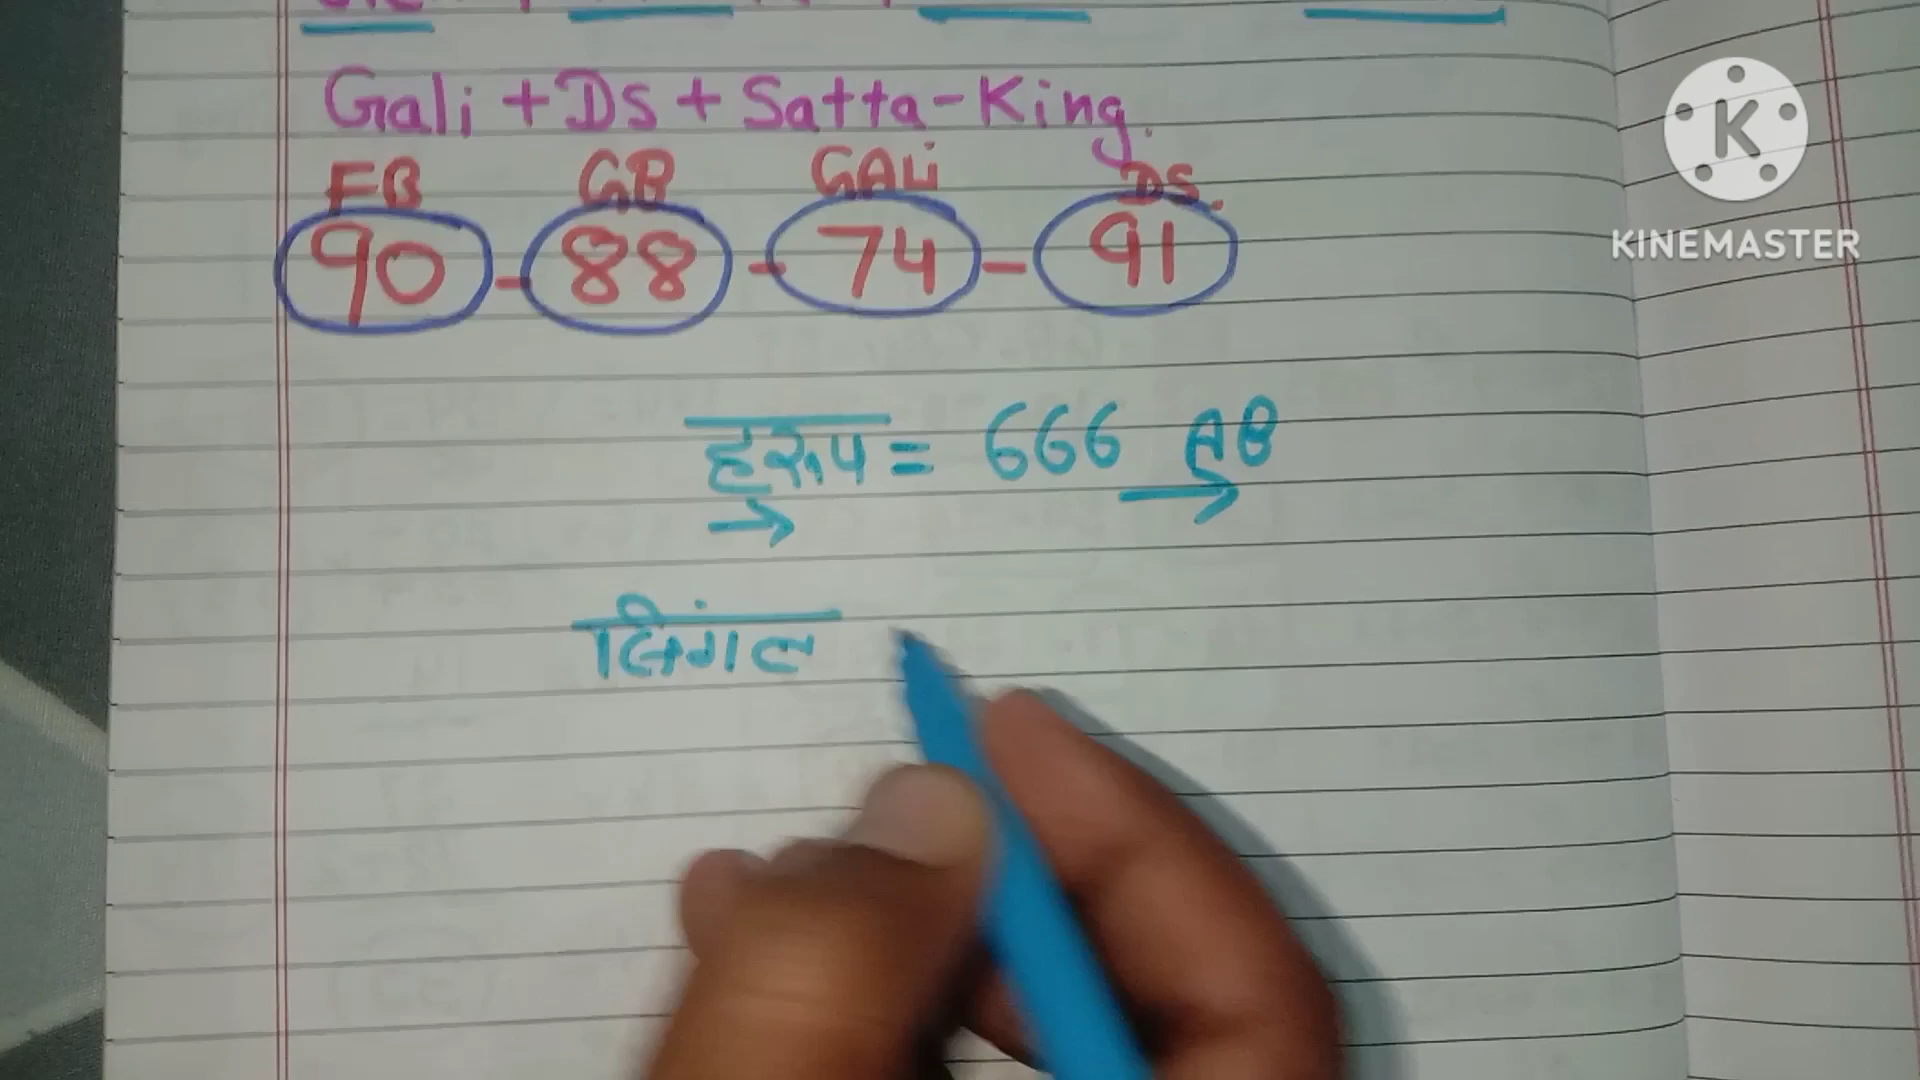 Gali + DS + Satta-King.
FB GB GALi DS.
90 - 88 - 74 - 91
हरूप = 666 AB
सिंगल
K
KINEMASTER